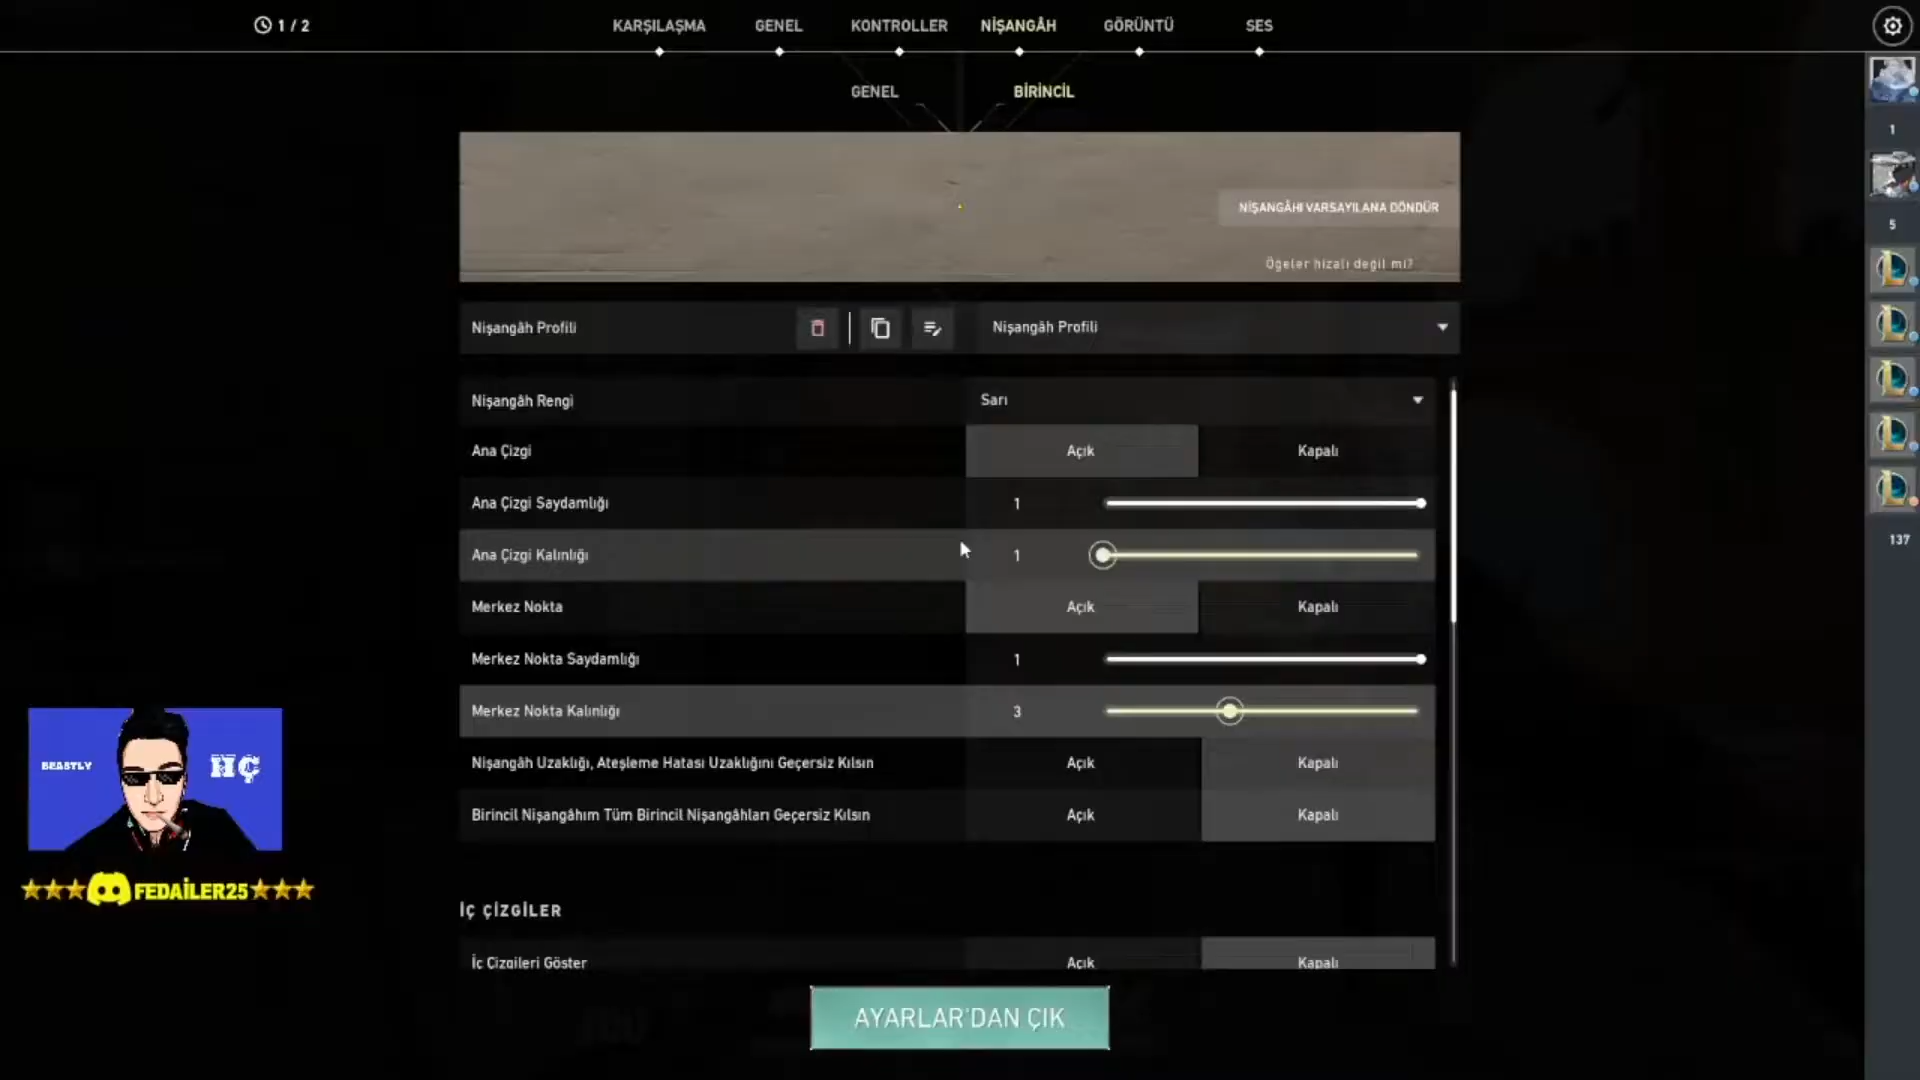 1 / 2
KARŞILAŞMA GENEL KONTROLLER NİŞANGÂH GÖRÜNTÜ SES
GENEL BİRİNCİL
1
NİŞANGÂHI VARSAYILANA DÖNDÜR
5
Ögeler hizalı değil mi?
Nişangâh Profili Nişangâh Profili
Nişangâh Rengi Sarı
Ana Çizgi Açık Kapalı
Ana Çizgi Saydamlığı 1
137
Ana Çizgi Kalınlığı 1
Merkez Nokta Açık Kapalı
Merkez Nokta Saydamlığı 1
Merkez Nokta Kalınlığı 3
Nişangâh Uzaklığı, Ateşleme Hatası Uzaklığını Geçersiz Kılsın Açık Kapalı
BEASTLY HÇ
Birincil Nişangâhım Tüm Birincil Nişangâhları Geçersiz Kılsın Açık Kapalı
FEDAİLER25
İÇ ÇİZGİLER
İç Çizgileri Göster Açık Kapalı
AYARLAR'DAN ÇIK